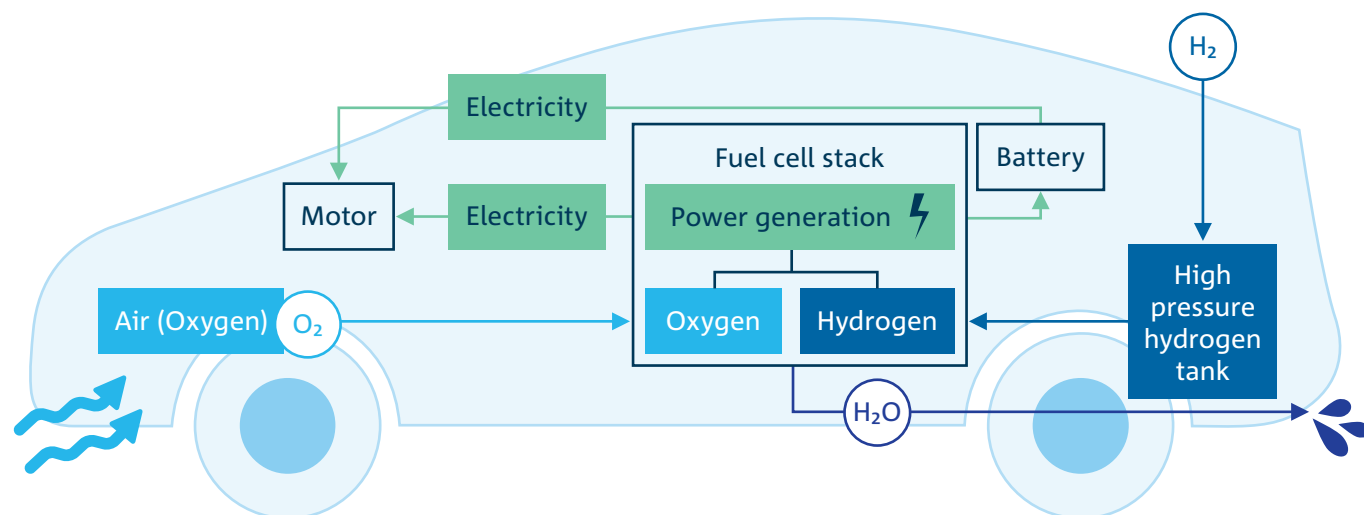 H₂
Electricity
Fuel cell stack
Battery
Motor
Electricity
Power generation
High
pressure
hydrogen
tank
Air (Oxygen)
O₂
Oxygen
Hydrogen
H₂O